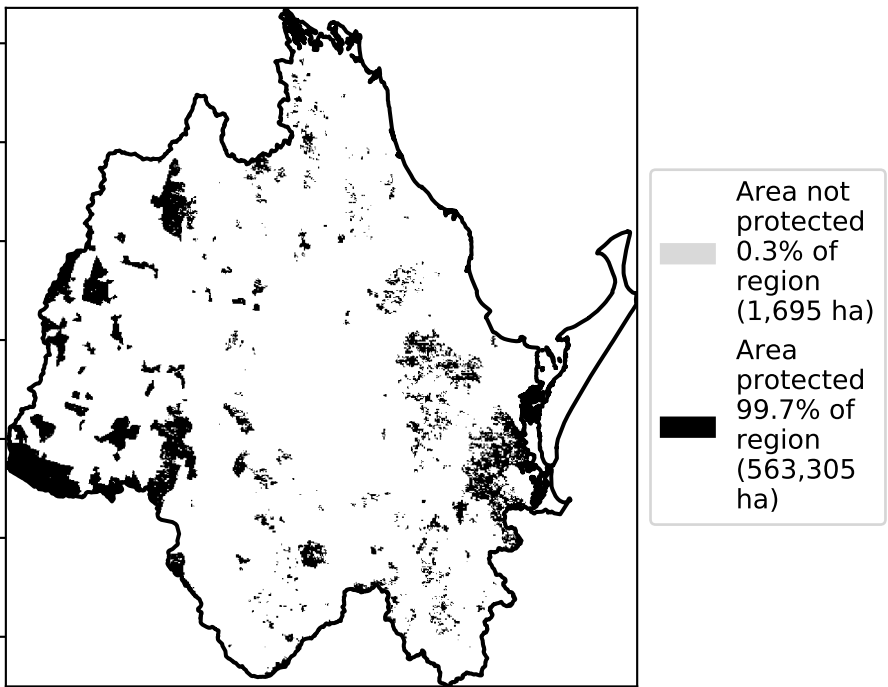 Area not
protected
0.3% of
region
(1,695 ha)
Area
protected
99.7% of
region
(563,305
ha)